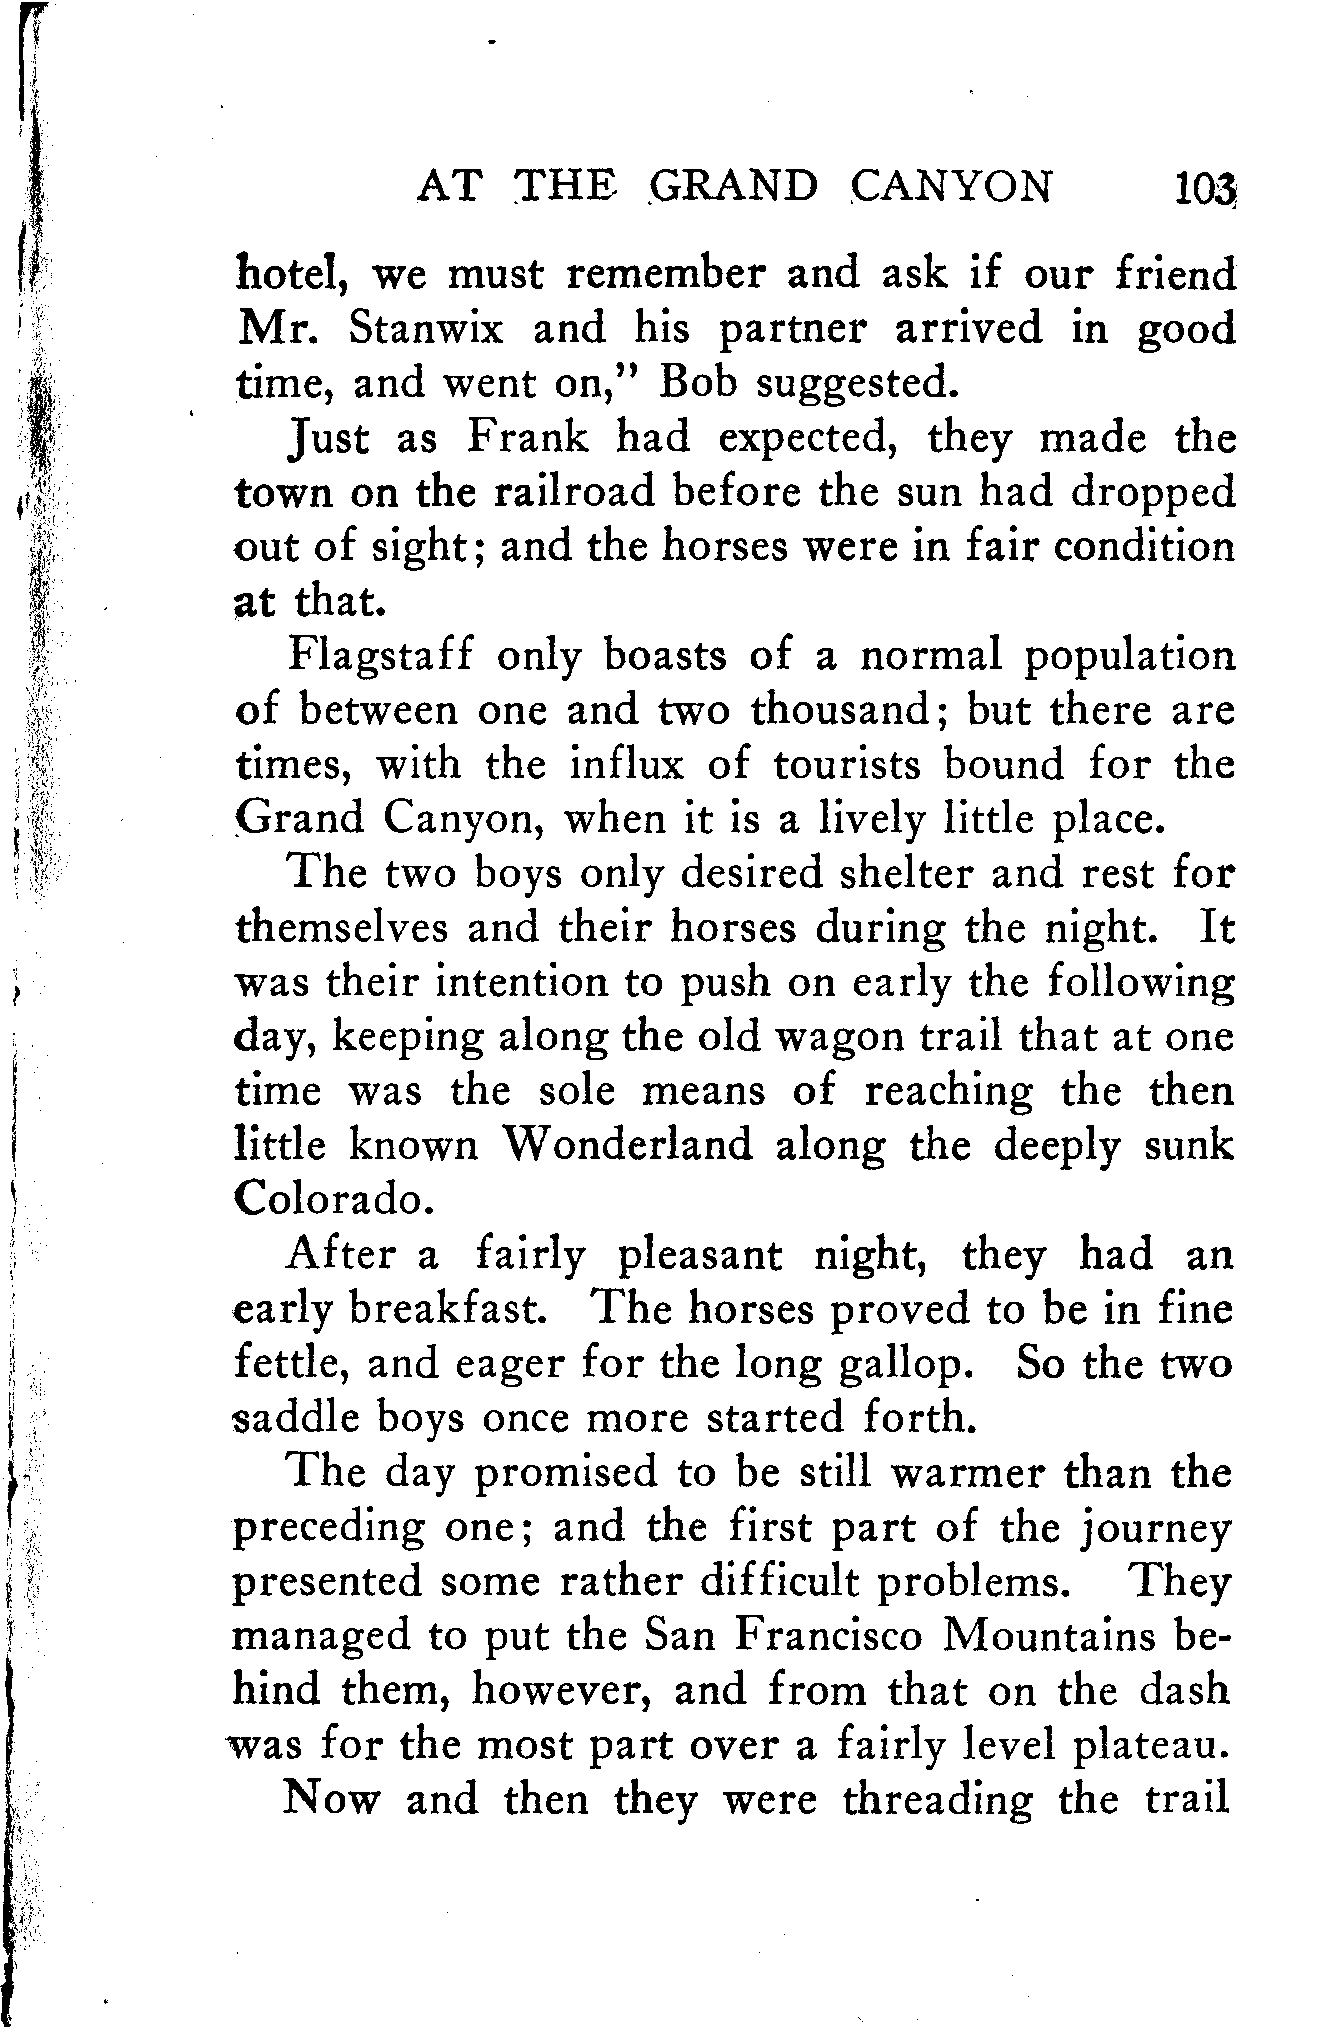 AT THE GRAND CANYON 103
hotel, we must remember and ask if our friend
Mr. Stanwix and his partner arrived in good
time, and went on," Bob suggested.
Just as Frank had expected, they made the
town on the railroad before the sun had dropped
out of sight; and the horses were in fair condition
at that.
Flagstaff only boasts of a normal population
of between one and two thousand; but there are
times, with the influx of tourists bound for the
Grand Canyon, when it is a lively little place.
The two boys only desired shelter and rest for
themselves and their horses during the night. It
was their intention to push on early the following
day, keeping along the old wagon trail that at one
time was the sole means of reaching the then
little known Wonderland along the deeply sunk
Colorado.
After a fairly pleasant night, they had an
early breakfast. The horses proved to be in fine
fettle, and eager for the long gallop. So the two
saddle boys once more started forth.
The day promised to be still warmer than the
preceding one; and the first part of the journey
presented some rather difficult problems. They
managed to put the San Francisco Mountains be-
hind them, however, and from that on the dash
was for the most part over a fairly level plateau.
Now and then they were threading the trail